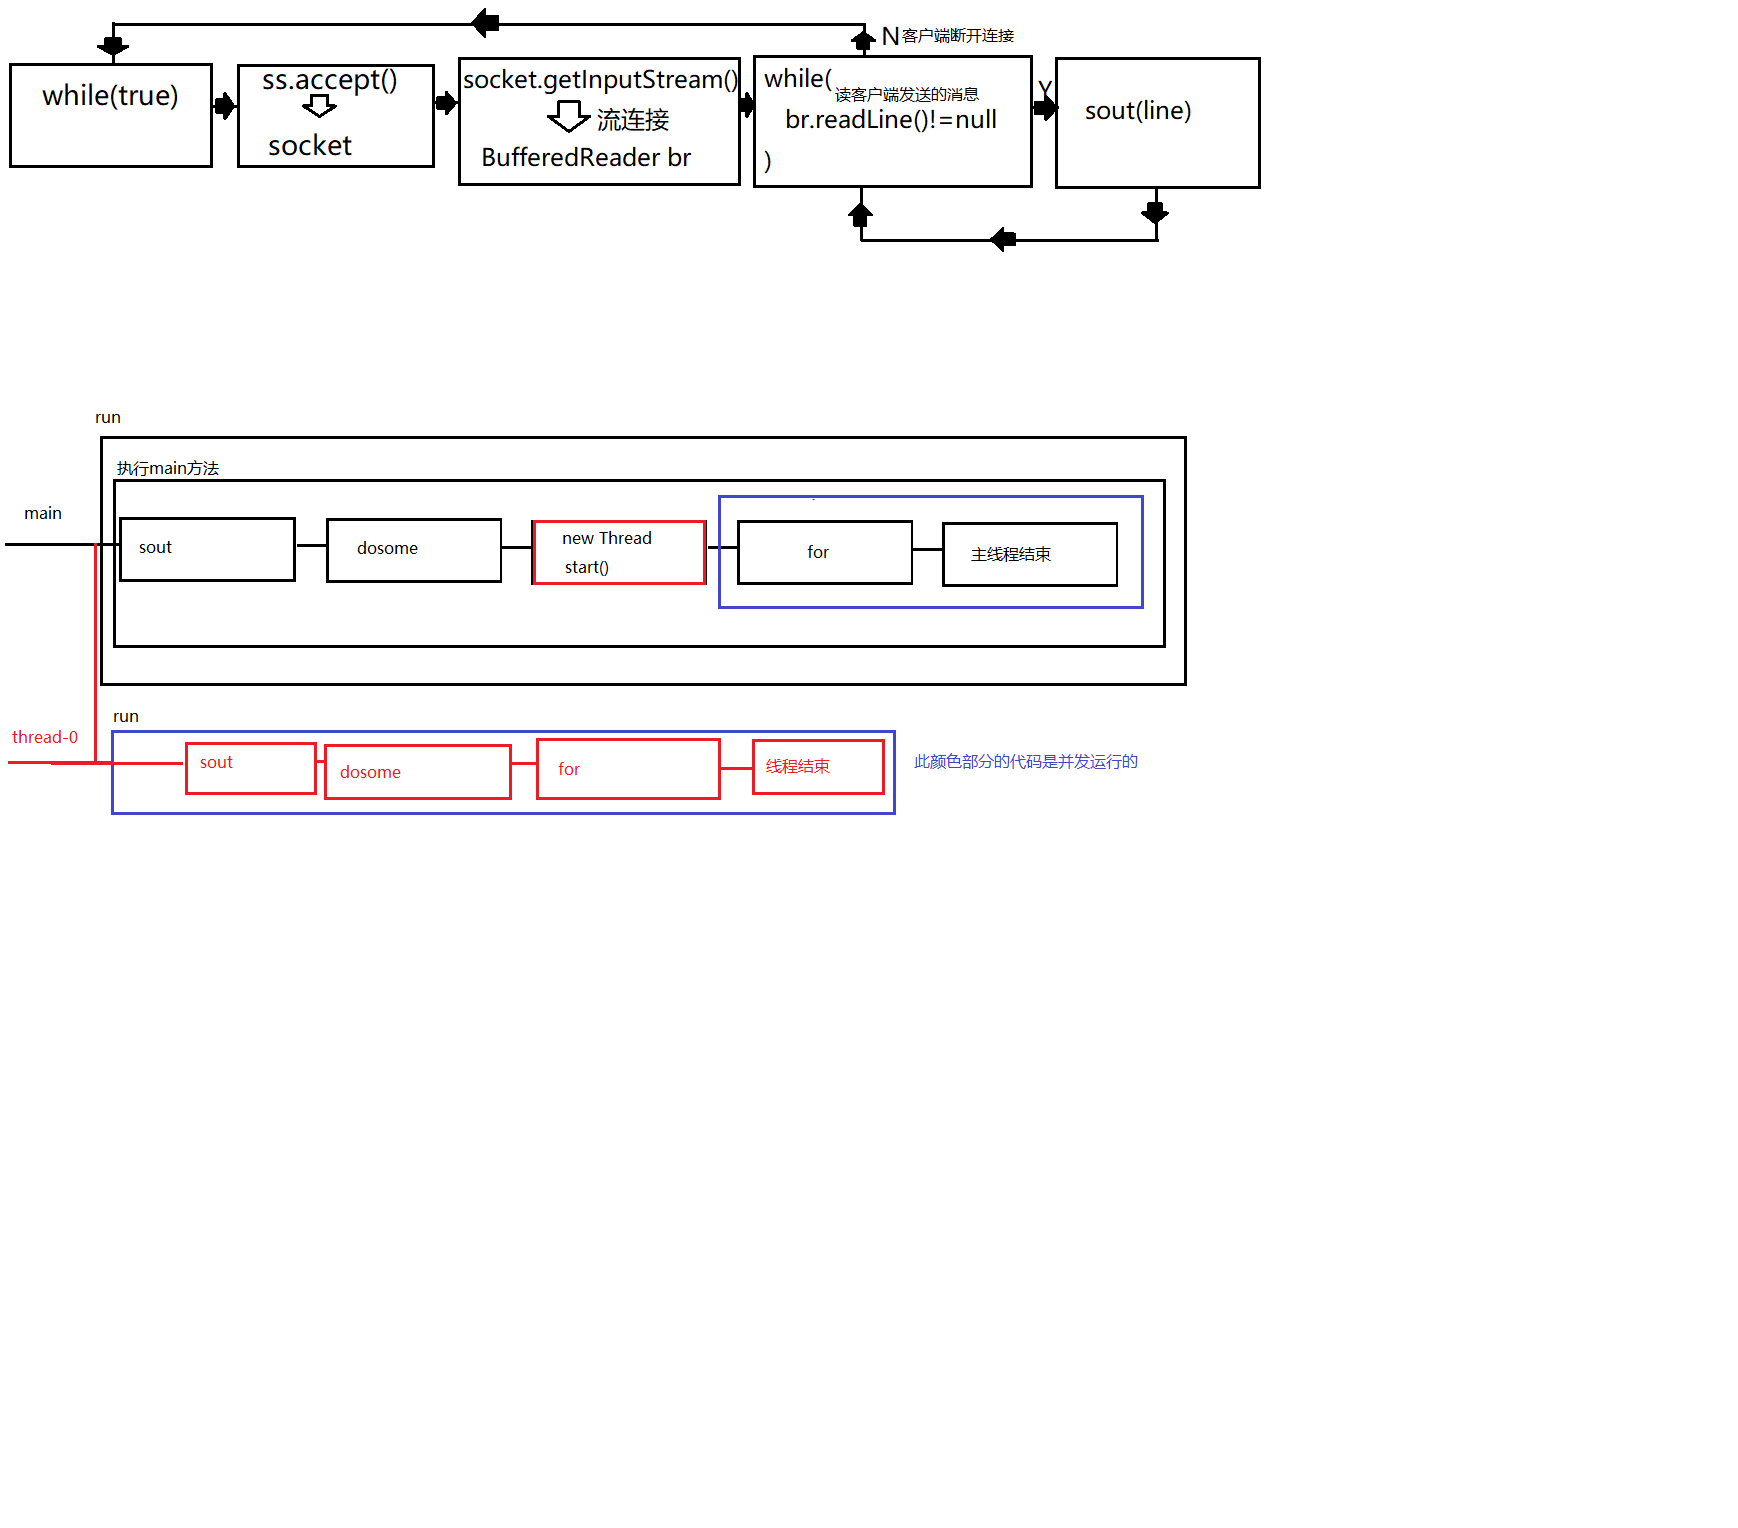 N客户端断开连接
while(true)
ss.accept()
socket
socket.getInputStream()
流连接
BufferedReader br
while(
读客户端发送的消息
br.readLine()!=null
)
Y
sout(line)
run
执行main方法
main
sout
dosome
new Thread
start()
for
主线程结束
run
thread-0
sout
dosome
for
线程结束
此颜色部分的代码是并发运行的